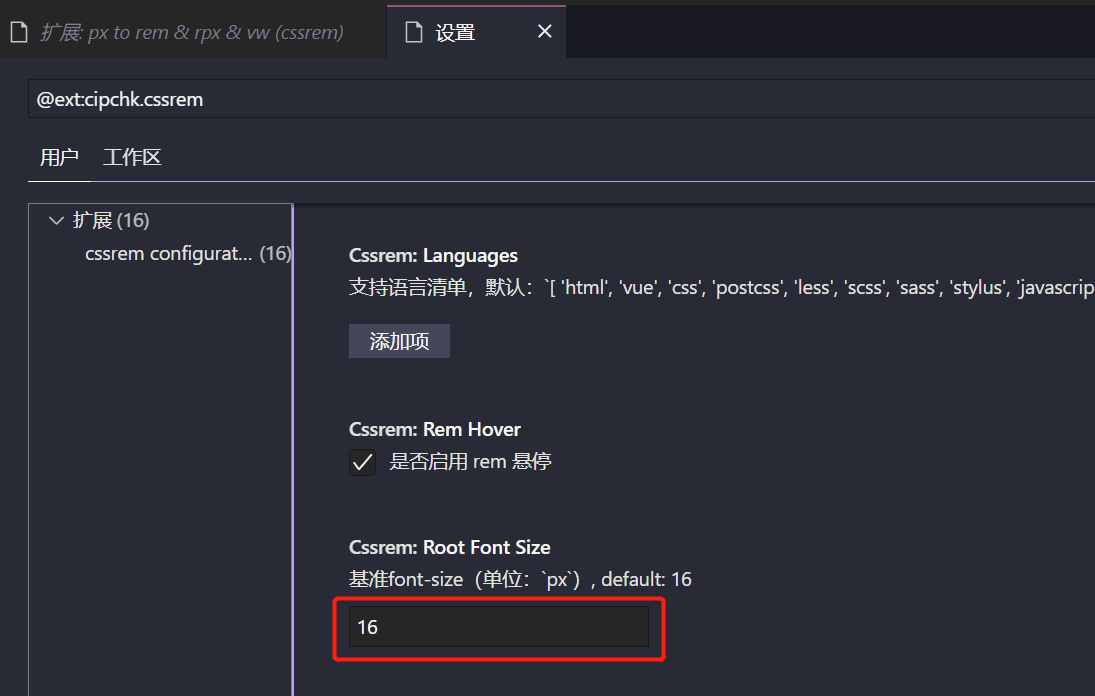 扩展: px to rem & rpx & vw (cssrem)
设置
@ext:cipchk.cssrem
用户 工作区
扩展 (16)
cssrem configurat... (16)
Cssrem: Languages
支持语言清单，默认：`[ 'html', 'vue', 'css', 'postcss', 'less', 'scss', 'sass', 'stylus', 'javascrip
添加项
Cssrem: Rem Hover
是否启用 rem 悬停
Cssrem: Root Font Size
基准font-size（单位：`px`）, default: 16
16